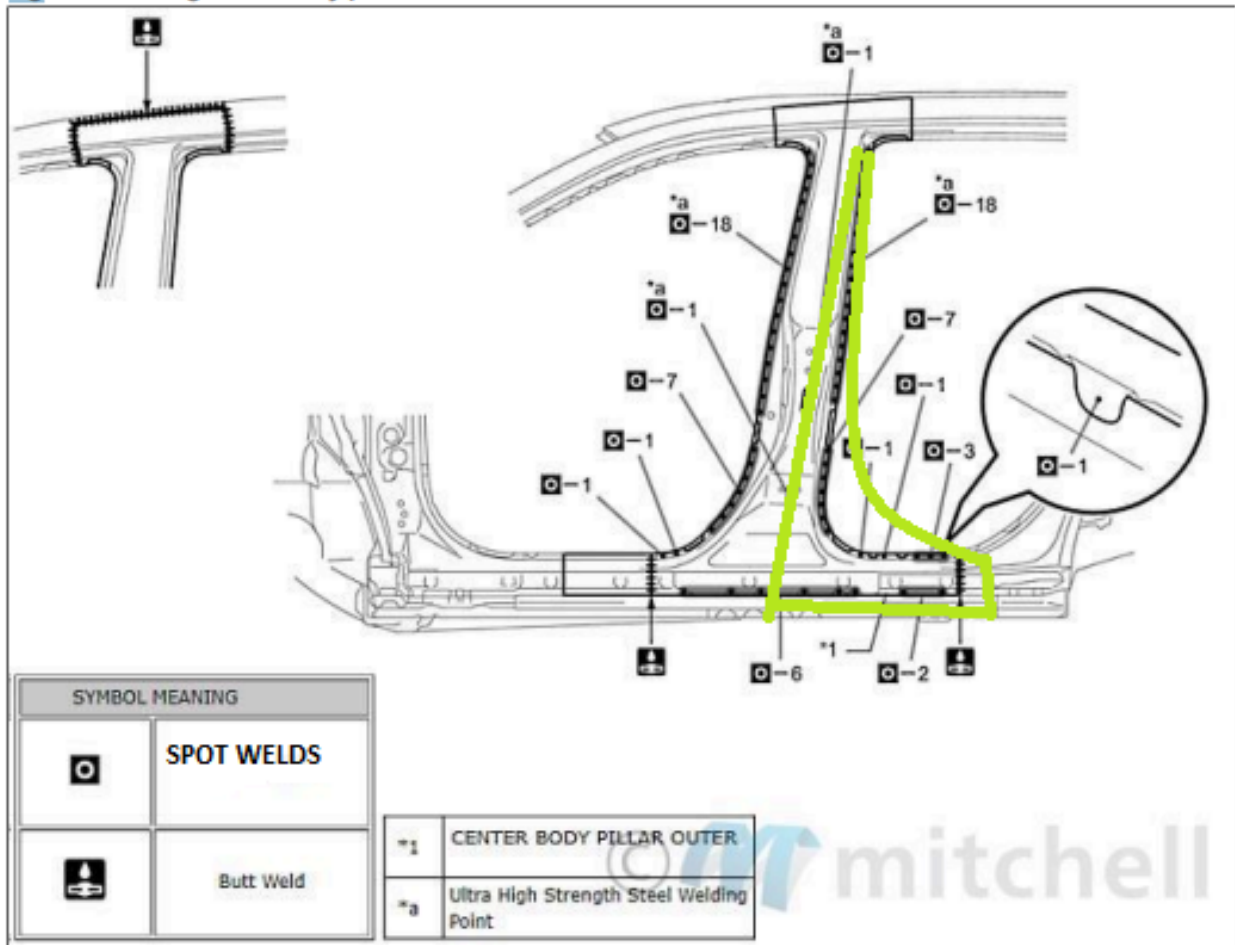 *a
-1
*a
-18
*a
-18
*a
-1
-7
-7
-1
-1
-1
-1
-3
-1
*1
-6
-2
SYMBOL MEANING
SPOT WELDS
Butt Weld
*1 CENTER BODY PILLAR OUTER
*a Ultra High Strength Steel Welding
Point
© mitchell